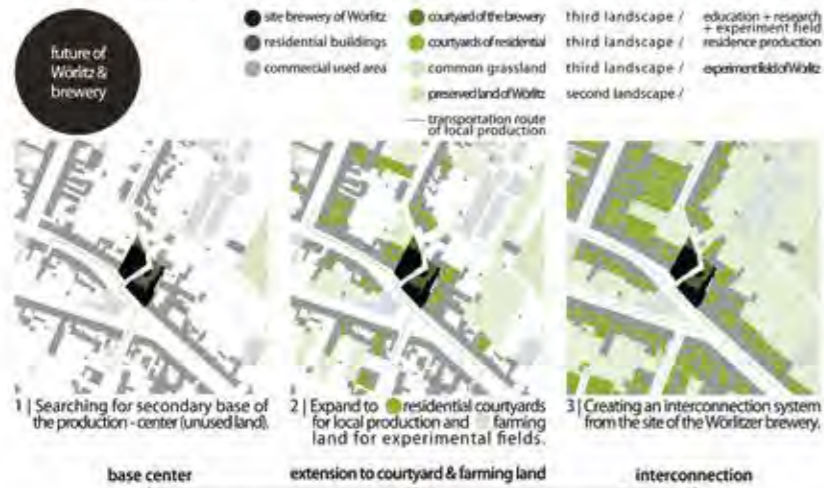 future of
Wörlitz &
brewery
site brewery of Wörlitz
residential buildings
commercial used area
courtyard of the brewery
courtyards of residential
common grassland
preserved land of Wörlitz
transportation route
of local production
third landscape /
third landscape /
third landscape /
second landscape /
education + research
+ experiment field
residence production
experiment field of Wörlitz
1 | Searching for secondary base of
the production - center (unused land).
2 | Expand to residential courtyards
for local production and farming
land for experimental fields.
3 | Creating an interconnection system
from the site of the Wörlitzer brewery.
base center
extension to courtyard & farming land
interconnection